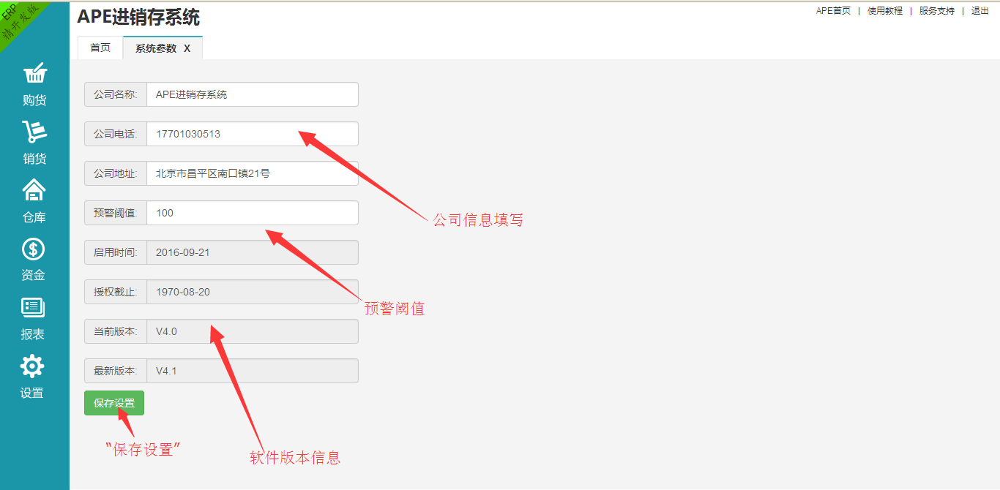 ERP
精开发版
APE进销存系统
APE首页 | 使用教程 | 服务支持 | 退出
首页
系统参数 X
购货
销货
仓库
资金
报表
设置
公司名称: APE进销存系统
公司电话: 17701030513
公司地址: 北京市昌平区南口镇21号
预警阈值: 100
启用时间: 2016-09-21
授权截止: 1970-08-20
当前版本: V4.0
最新版本: V4.1
保存设置
公司信息填写
预警阈值
“保存设置”
软件版本信息